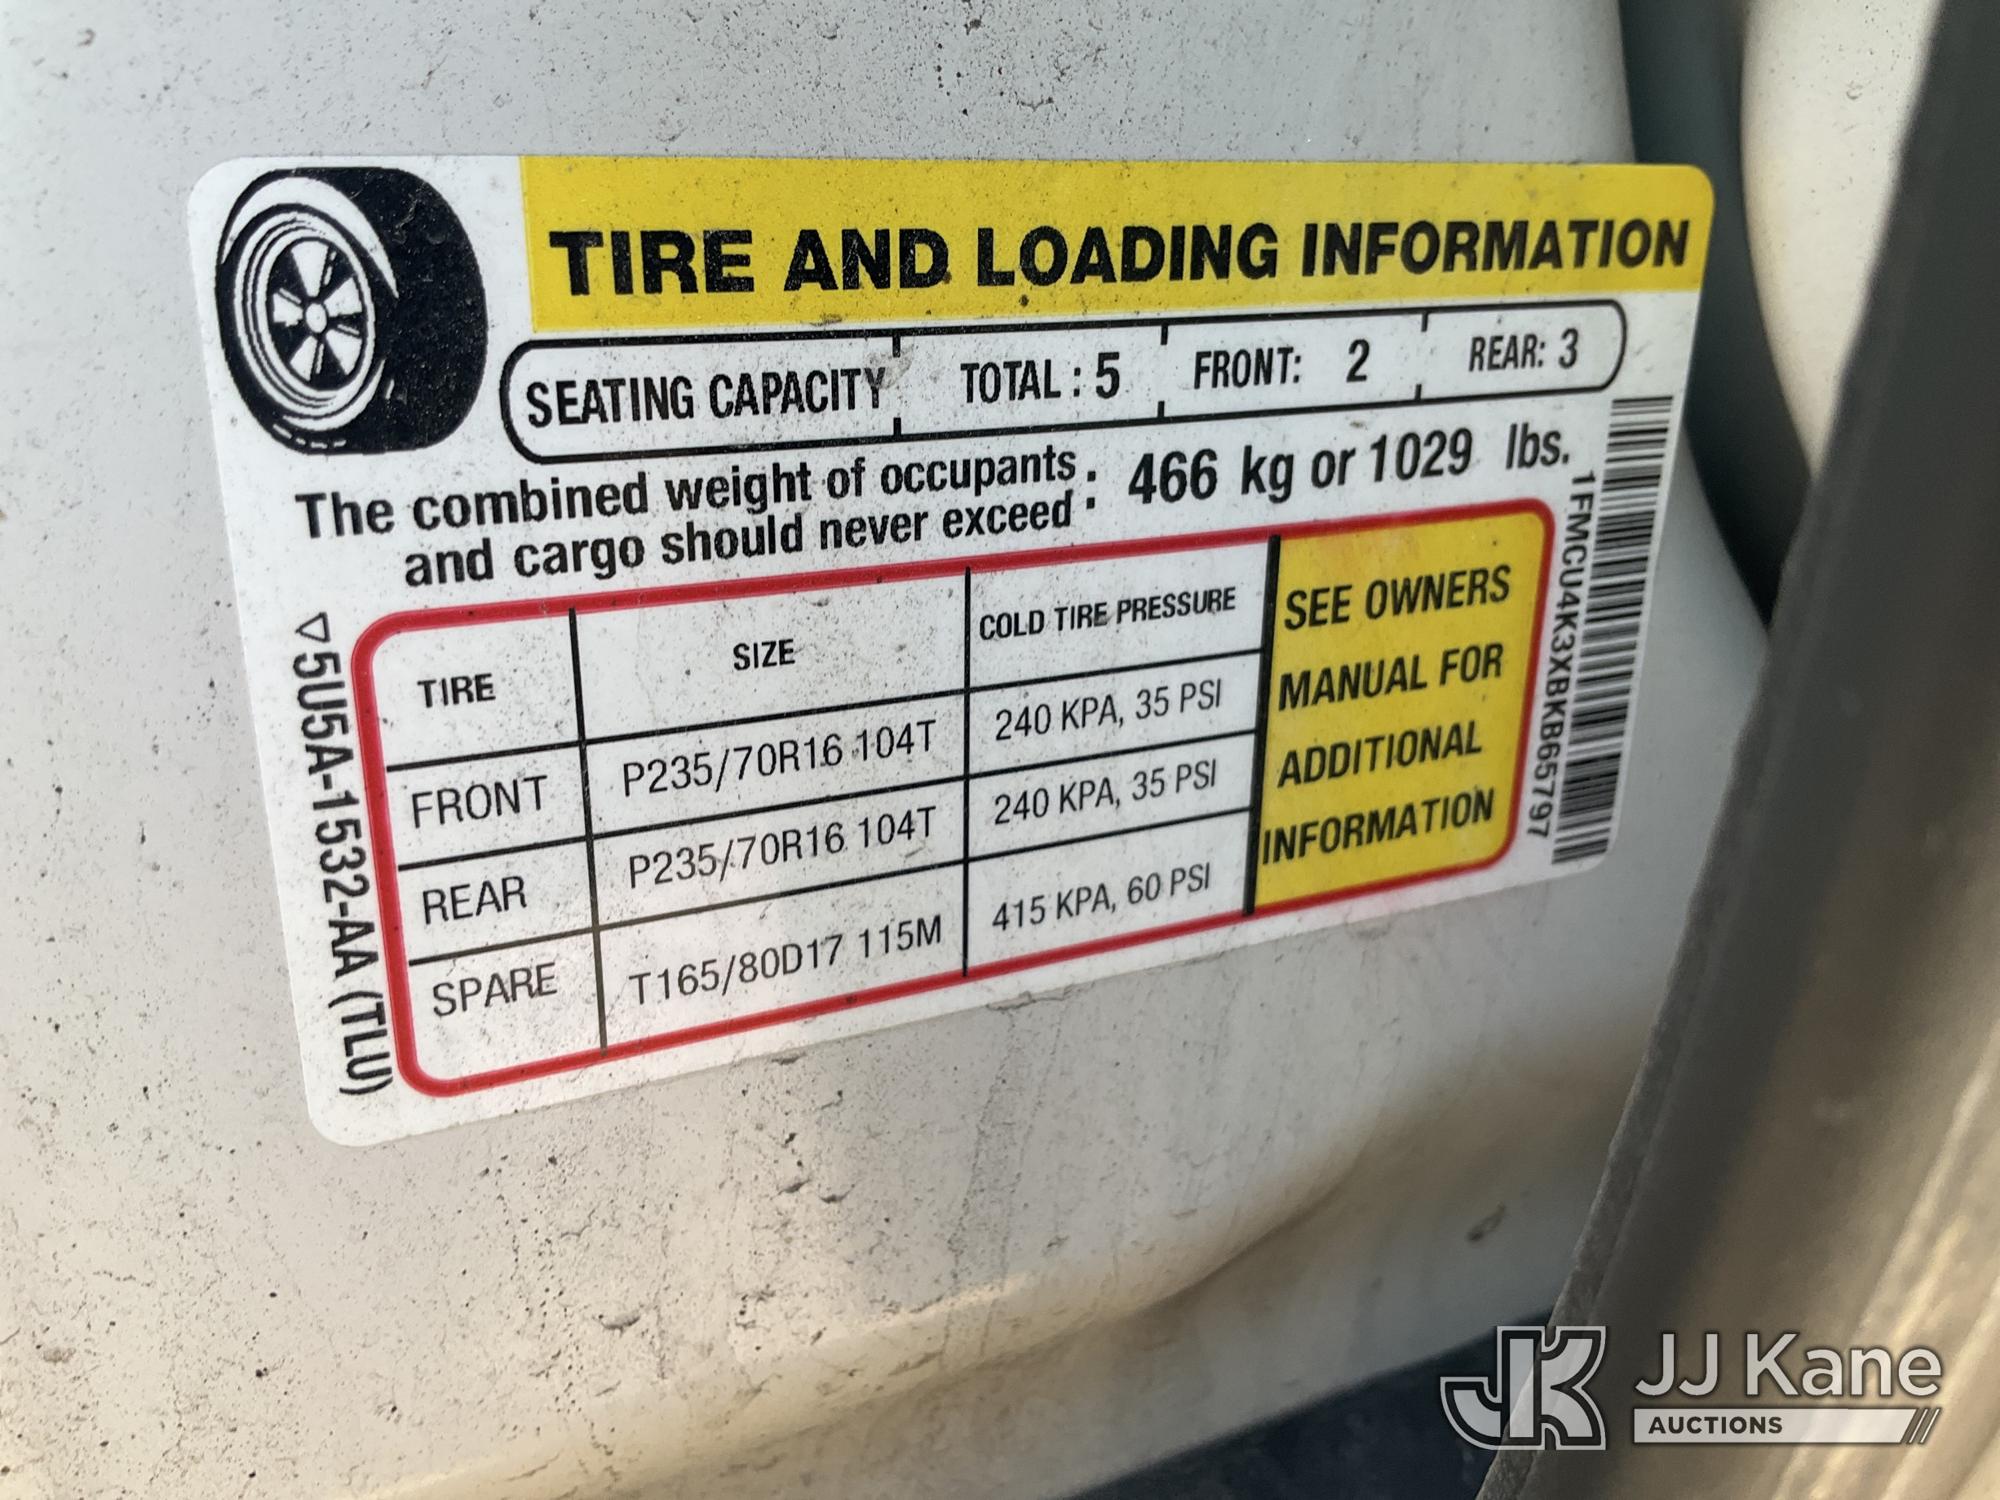 TIRE AND LOADING INFORMATION
SEATING CAPACITY TOTAL : 5 FRONT: 2 REAR: 3
The combined weight of occupants : 466 kg or 1029 lbs.
and cargo should never exceed :
TIRE SIZE COLD TIRE PRESSURE
FRONT P235/70R16 104T 240 KPA, 35 PSI
REAR P235/70R16 104T 240 KPA, 35 PSI
SPARE T165/80D17 115M 415 KPA, 60 PSI
SEE OWNERS
MANUAL FOR
ADDITIONAL
INFORMATION
1FMCU4K3XBKB65797
▽5U5A-1532-AA (TLU)
JK JJ Kane
AUCTIONS